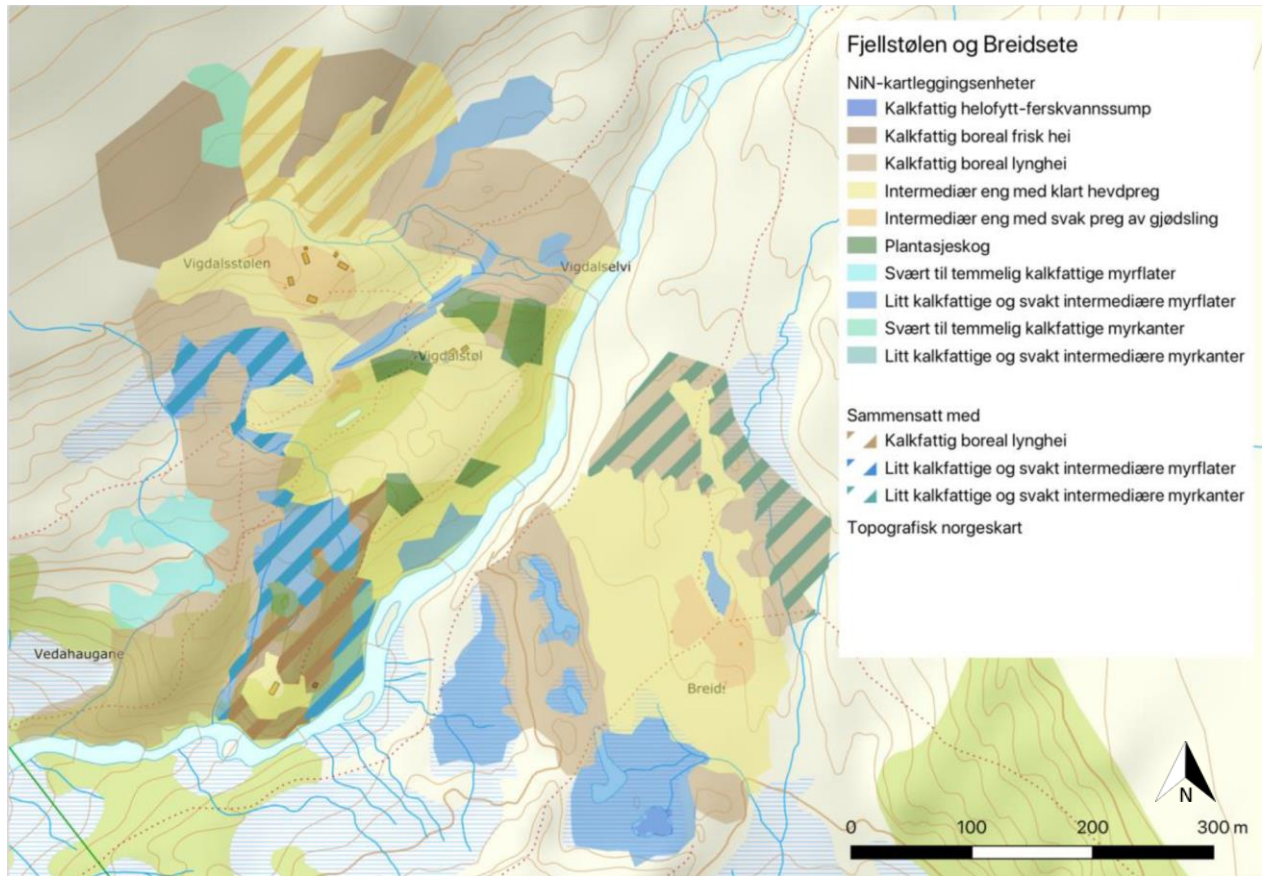 Fjellstølen og Breidsete
NiN-kartleggingsenheter
Kalkfattig helofytt-ferskvannssump
Kalkfattig boreal frisk hei
Kalkfattig boreal lynghei
Intermediær eng med klart hevdpreg
Intermediær eng med svak preg av gjødsling
Plantasjeskog
Svært til temmelig kalkfattige myrflater
Litt kalkfattige og svakt intermediære myrflater
Svært til temmelig kalkfattige myrkanter
Litt kalkfattige og svakt intermediære myrkanter
Sammensatt med
Kalkfattig boreal lynghei
Litt kalkfattige og svakt intermediære myrflater
Litt kalkfattige og svakt intermediære myrkanter
Topografisk norgeskart
Vigdalsstølen
Vigdalselvi
Vigdalstøl
Vedahaugane
Breids
N
0 100 200 300 m